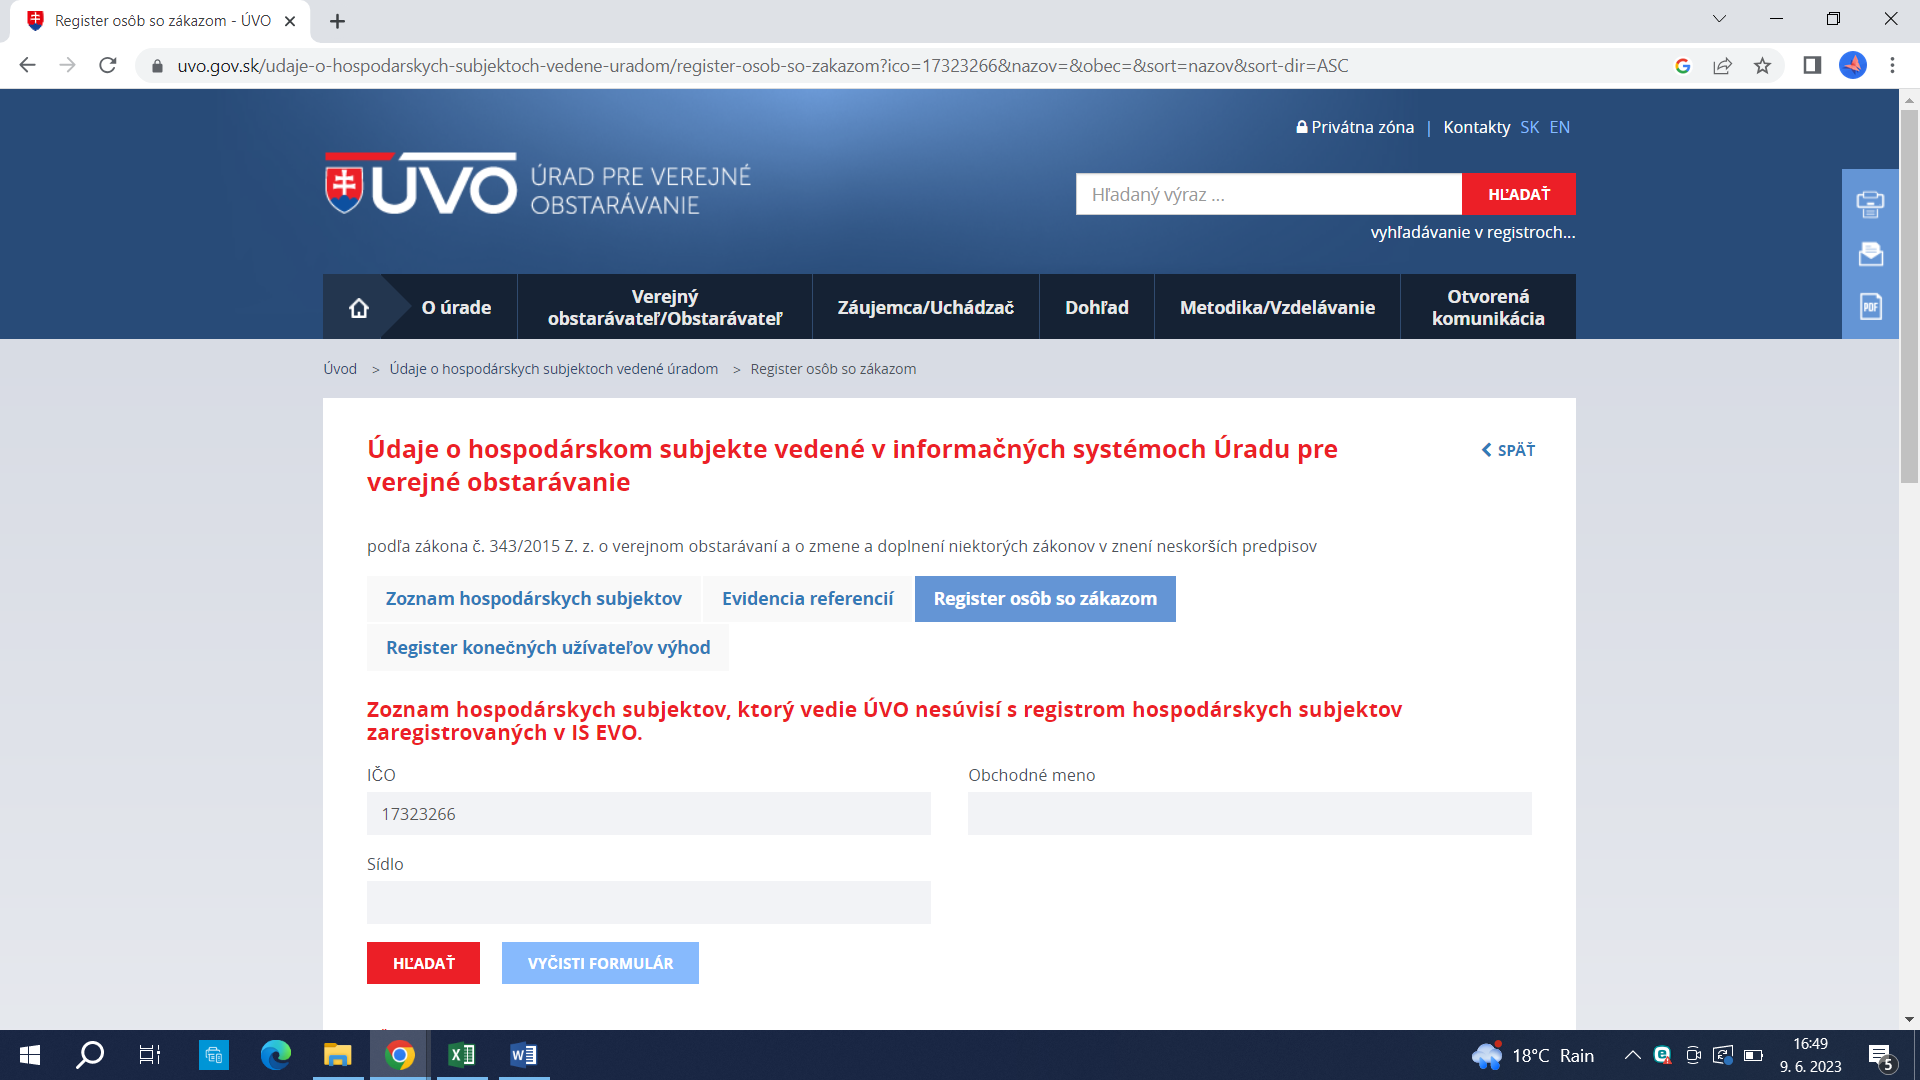 Register osôb so zákazom - ÚVO
uvo.gov.sk/udaje-o-hospodarskych-subjektoch-vedene-uradom/register-osob-so-zakazom?ico=17323266&nazov=&obec=&sort=nazov&sort-dir=ASC
Privátna zóna | Kontakty SK EN
ÚVO ÚRAD PRE VEREJNÉ
OBSTARÁVANIE
Hľadaný výraz ... HĽADAŤ
vyhľadávanie v registroch...
O úrade
Verejný
obstarávateľ/Obstarávateľ
Záujemca/Uchádzač
Dohľad
Metodika/Vzdelávanie
Otvorená
komunikácia
PDF
Úvod > Údaje o hospodárskych subjektoch vedené úradom > Register osôb so zákazom
Údaje o hospodárskom subjekte vedené v informačných systémoch Úradu pre
verejné obstarávanie
SPÄŤ
podľa zákona č. 343/2015 Z. z. o verejnom obstarávaní a o zmene a doplnení niektorých zákonov v znení neskorších predpisov
Zoznam hospodárskych subjektov Evidencia referencií Register osôb so zákazom
Register konečných užívateľov výhod
Zoznam hospodárskych subjektov, ktorý vedie ÚVO nesúvisí s registrom hospodárskych subjektov
zaregistrovaných v IS EVO.
IČO Obchodné meno
17323266
Sídlo
HĽADAŤ VYČISTI FORMULÁR
18°C Rain
16:49
9. 6. 2023
5